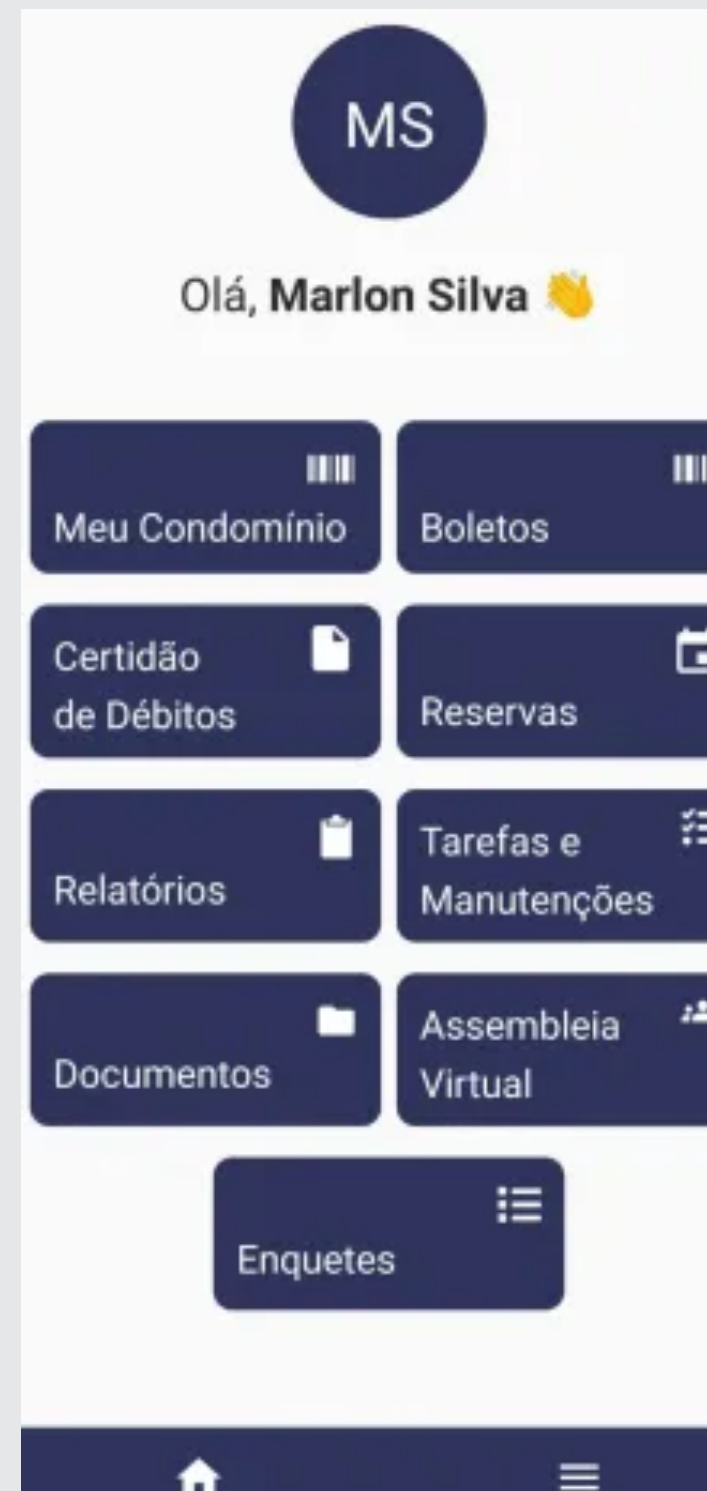 MS
Olá, Marlon Silva 👋
Meu Condomínio
Boletos
Certidão
de Débitos
Reservas
Relatórios
Tarefas e
Manutenções
Documentos
Assembleia
Virtual
Enquetes